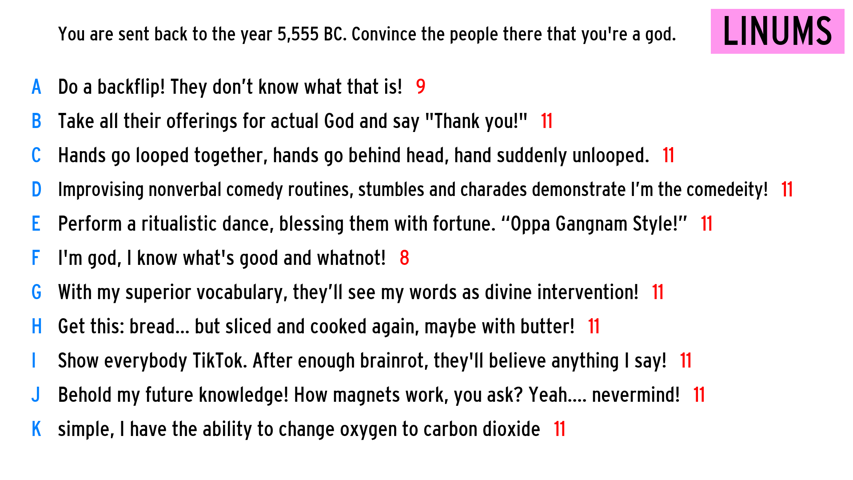 You are sent back to the year 5,555 BC. Convince the people there that you're a god.
LINUMS
A Do a backflip! They don’t know what that is! 9
B Take all their offerings for actual God and say "Thank you!" 11
C Hands go looped together, hands go behind head, hand suddenly unlooped. 11
D Improvising nonverbal comedy routines, stumbles and charades demonstrate I’m the comedeity! 11
E Perform a ritualistic dance, blessing them with fortune. “Oppa Gangnam Style!” 11
F I'm god, I know what's good and whatnot! 8
G With my superior vocabulary, they’ll see my words as divine intervention! 11
H Get this: bread... but sliced and cooked again, maybe with butter! 11
I Show everybody TikTok. After enough brainrot, they'll believe anything I say! 11
J Behold my future knowledge! How magnets work, you ask? Yeah.... nevermind! 11
K simple, I have the ability to change oxygen to carbon dioxide 11